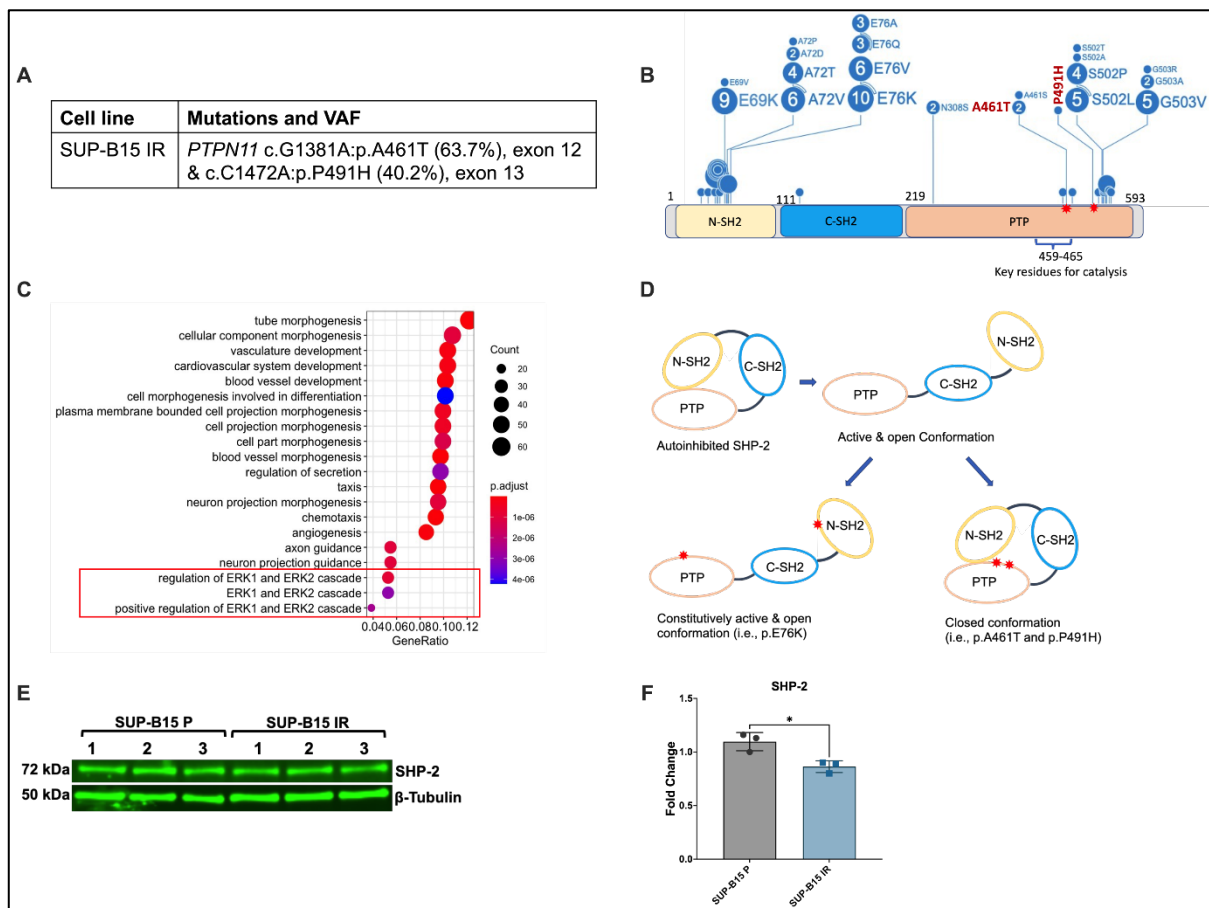 A
Cell line
Mutations and VAF
SUP-B15 IR
PTPN11 c.G1381A:p.A461T (63.7%), exon 12
& c.C1472A:p.P491H (40.2%), exon 13
B
3 E76A
A72P
3 E76Q
S502T
2 A72D
S502A
E69V
4 A72T
6 E76V
P491H
4 S502P
G503R
2 G503A
9 E69K
6 A72V
10 E76K
2 N308S
A461T
A461S
2
5 S502L
5 G503V
1
111
219
593
N-SH2
C-SH2
PTP
459-465
Key residues for catalysis
C
tube morphogenesis
cellular component morphogenesis
vasculature development
cardiovascular system development
blood vessel development
cell morphogenesis involved in differentiation
plasma membrane bounded cell projection morphogenesis
cell projection morphogenesis
cell part morphogenesis
blood vessel morphogenesis
regulation of secretion
taxis
neuron projection morphogenesis
chemotaxis
angiogenesis
axon guidance
neuron projection guidance
regulation of ERK1 and ERK2 cascade
ERK1 and ERK2 cascade
positive regulation of ERK1 and ERK2 cascade
0.040.060.080.100.12
GeneRatio
Count
20
30
40
50
60
p.adjust
1e-06
2e-06
3e-06
4e-06
D
N-SH2
C-SH2
PTP
Autoinhibited SHP-2
N-SH2
C-SH2
PTP
Active & open Conformation
N-SH2
C-SH2
PTP
Constitutively active & open
conformation (i.e., p.E76K)
N-SH2
C-SH2
PTP
Closed conformation
(i.e., p.A461T and p.P491H)
E
SUP-B15 P
SUP-B15 IR
1 2 3 1 2 3
72 kDa
SHP-2
50 kDa
β-Tubulin
F
SHP-2
*
Fold Change
1.5
1.0
0.5
0.0
SUP-B15 P
SUP-B15 IR